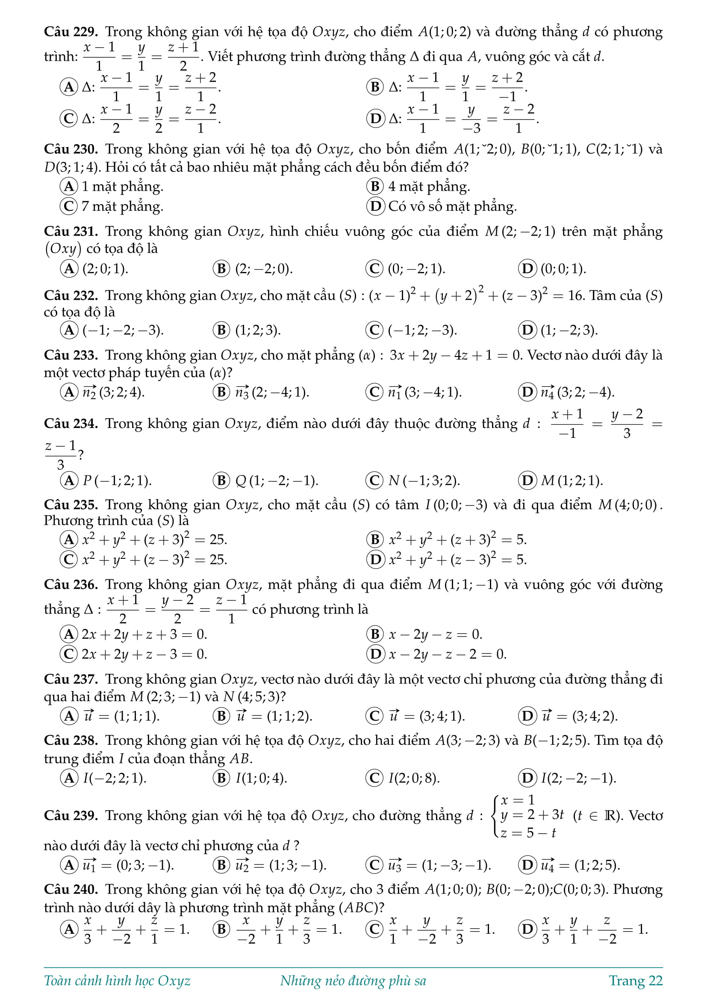 Câu 229. Trong không gian với hệ tọa độ Oxyz, cho điểm A(1; 0; 2) và đường thẳng d có phương
trình: \frac{x − 1}{1} = \frac{y}{1} = \frac{z + 1}{2}. Viết phương trình đường thẳng Δ đi qua A, vuông góc và cắt d.
A Δ: \frac{x − 1}{1} = \frac{y}{1} = \frac{z + 2}{1}. B Δ: \frac{x − 1}{1} = \frac{y}{1} = \frac{z + 2}{−1}.
C Δ: \frac{x − 1}{2} = \frac{y}{2} = \frac{z − 2}{1}. D Δ: \frac{x − 1}{1} = \frac{y}{−3} = \frac{z − 2}{1}.
Câu 230. Trong không gian với hệ tọa độ Oxyz, cho bốn điểm A(1; ˘2; 0), B(0; ˘1; 1), C(2; 1; ˘1) và
D(3; 1; 4). Hỏi có tất cả bao nhiêu mặt phẳng cách đều bốn điểm đó?
A 1 mặt phẳng. B 4 mặt phẳng.
C 7 mặt phẳng. D Có vô số mặt phẳng.
Câu 231. Trong không gian Oxyz, hình chiếu vuông góc của điểm M (2; −2; 1) trên mặt phẳng
(Oxy) có tọa độ là
A (2; 0; 1). B (2; −2; 0). C (0; −2; 1). D (0; 0; 1).
Câu 232. Trong không gian Oxyz, cho mặt cầu (S) : (x − 1)² + (y + 2)² + (z − 3)² = 16. Tâm của (S)
có tọa độ là
A (−1; −2; −3). B (1; 2; 3). C (−1; 2; −3). D (1; −2; 3).
Câu 233. Trong không gian Oxyz, cho mặt phẳng (α) : 3x + 2y − 4z + 1 = 0. Vectơ nào dưới đây là
một vectơ pháp tuyến của (α)?
A \vec{n_2} (3; 2; 4). B \vec{n_3} (2; −4; 1). C \vec{n_1} (3; −4; 1). D \vec{n_4} (3; 2; −4).
Câu 234. Trong không gian Oxyz, điểm nào dưới đây thuộc đường thẳng d : \frac{x + 1}{−1} = \frac{y − 2}{3} =
\frac{z − 1}{3}?
A P (−1; 2; 1). B Q (1; −2; −1). C N (−1; 3; 2). D M (1; 2; 1).
Câu 235. Trong không gian Oxyz, cho mặt cầu (S) có tâm I (0; 0; −3) và đi qua điểm M (4; 0; 0) .
Phương trình của (S) là
A x² + y² + (z + 3)² = 25. B x² + y² + (z + 3)² = 5.
C x² + y² + (z − 3)² = 25. D x² + y² + (z − 3)² = 5.
Câu 236. Trong không gian Oxyz, mặt phẳng đi qua điểm M (1; 1; −1) và vuông góc với đường
thẳng Δ : \frac{x + 1}{2} = \frac{y − 2}{2} = \frac{z − 1}{1} có phương trình là
A 2x + 2y + z + 3 = 0. B x − 2y − z = 0.
C 2x + 2y + z − 3 = 0. D x − 2y − z − 2 = 0.
Câu 237. Trong không gian Oxyz, vectơ nào dưới đây là một vectơ chỉ phương của đường thẳng đi
qua hai điểm M (2; 3; −1) và N (4; 5; 3)?
A \vec{u} = (1; 1; 1). B \vec{u} = (1; 1; 2). C \vec{u} = (3; 4; 1). D \vec{u} = (3; 4; 2).
Câu 238. Trong không gian với hệ tọa độ Oxyz, cho hai điểm A(3; −2; 3) và B(−1; 2; 5). Tìm tọa độ
trung điểm I của đoạn thẳng AB.
A I(−2; 2; 1). B I(1; 0; 4). C I(2; 0; 8). D I(2; −2; −1).
Câu 239. Trong không gian với hệ tọa độ Oxyz, cho đường thẳng d : \begin{cases} x = 1 \\ y = 2 + 3t \\ z = 5 − t \end{cases} (t ∈ ℝ). Vectơ
nào dưới đây là vectơ chỉ phương của d ?
A \vec{u_1} = (0; 3; −1). B \vec{u_2} = (1; 3; −1). C \vec{u_3} = (1; −3; −1). D \vec{u_4} = (1; 2; 5).
Câu 240. Trong không gian với hệ tọa độ Oxyz, cho 3 điểm A(1; 0; 0); B(0; −2; 0);C(0; 0; 3). Phương
trình nào dưới dây là phương trình mặt phẳng (ABC)?
A \frac{x}{3} + \frac{y}{−2} + \frac{z}{1} = 1. B \frac{x}{−2} + \frac{y}{1} + \frac{z}{3} = 1. C \frac{x}{1} + \frac{y}{−2} + \frac{z}{3} = 1. D \frac{x}{3} + \frac{y}{1} + \frac{z}{−2} = 1.
Toàn cảnh hình học Oxyz Những nẻo đường phù sa Trang 22